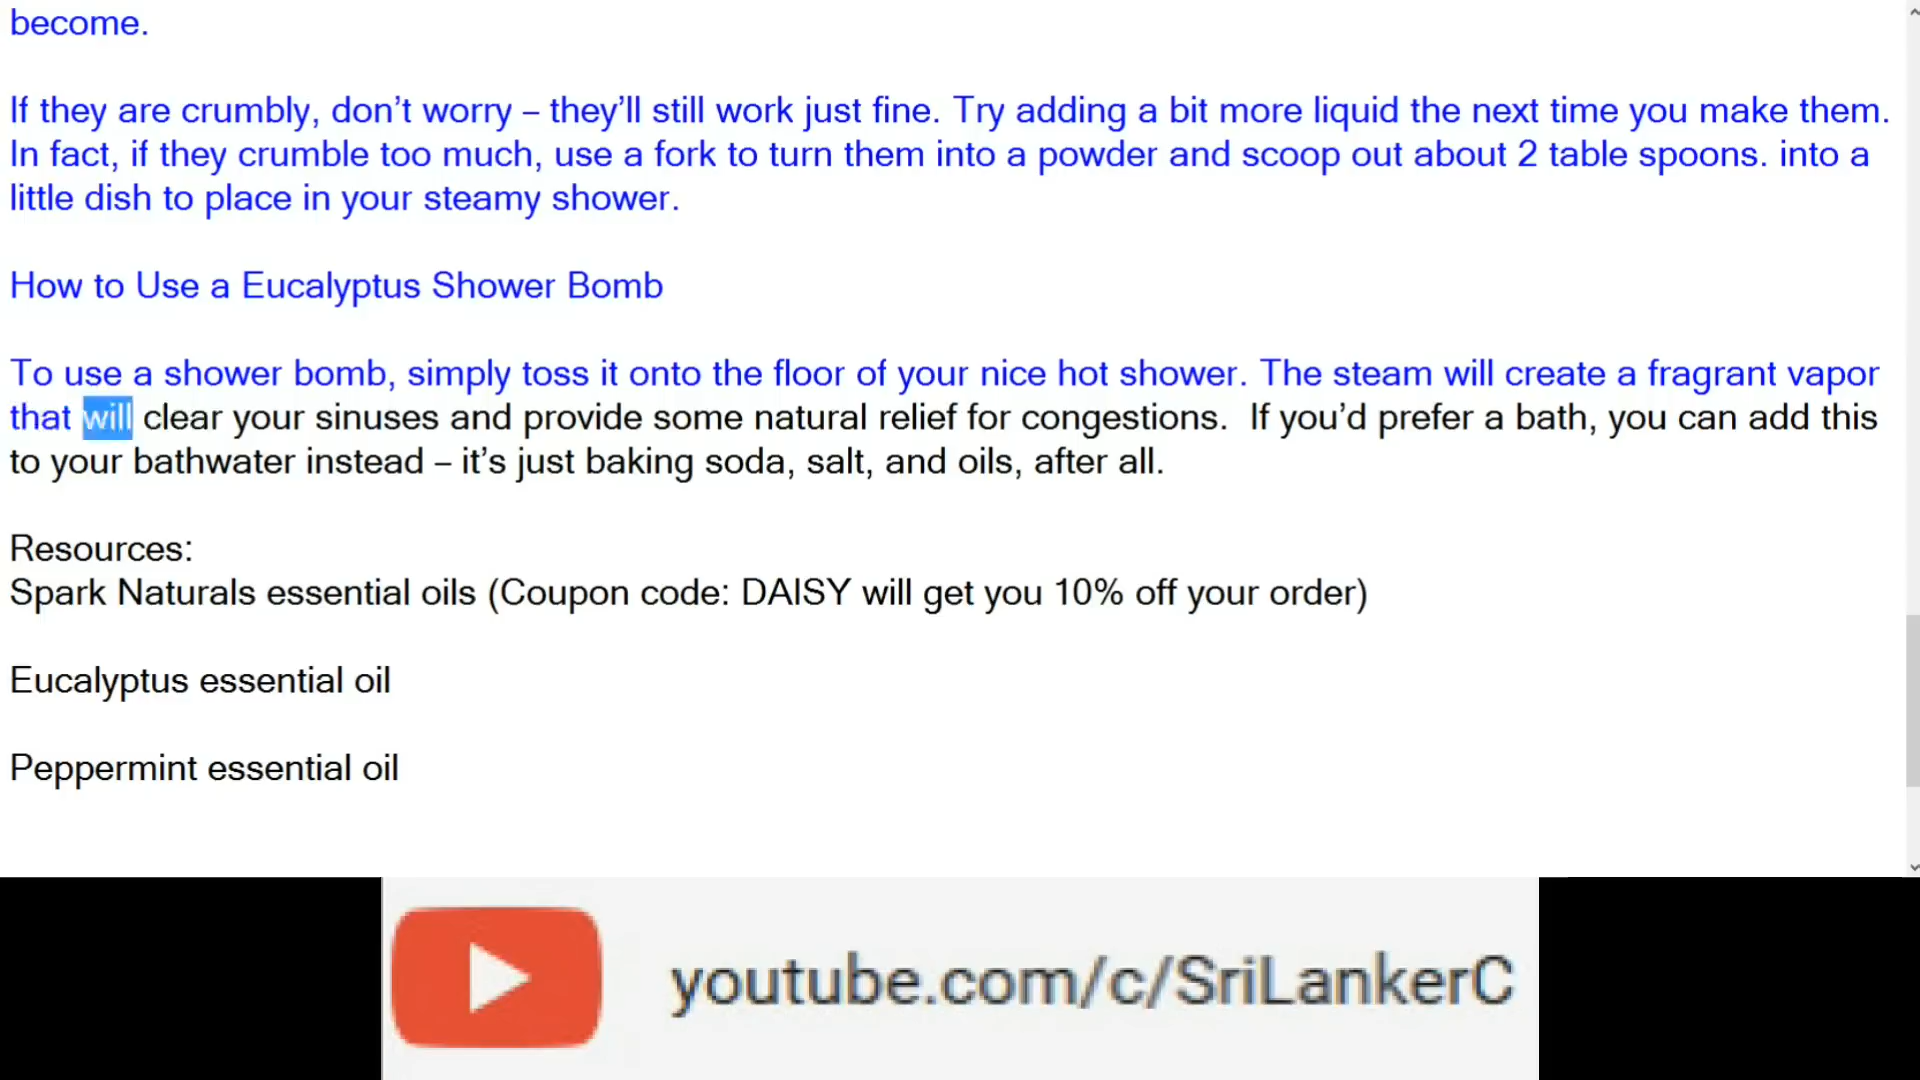 become.
If they are crumbly, don’t worry – they’ll still work just fine. Try adding a bit more liquid the next time you make them.
In fact, if they crumble too much, use a fork to turn them into a powder and scoop out about 2 table spoons. into a
little dish to place in your steamy shower.
How to Use a Eucalyptus Shower Bomb
To use a shower bomb, simply toss it onto the floor of your nice hot shower. The steam will create a fragrant vapor
that will clear your sinuses and provide some natural relief for congestions.  If you’d prefer a bath, you can add this
to your bathwater instead – it’s just baking soda, salt, and oils, after all.
Resources:
Spark Naturals essential oils (Coupon code: DAISY will get you 10% off your order)
Eucalyptus essential oil
Peppermint essential oil
youtube.com/c/SriLankerC